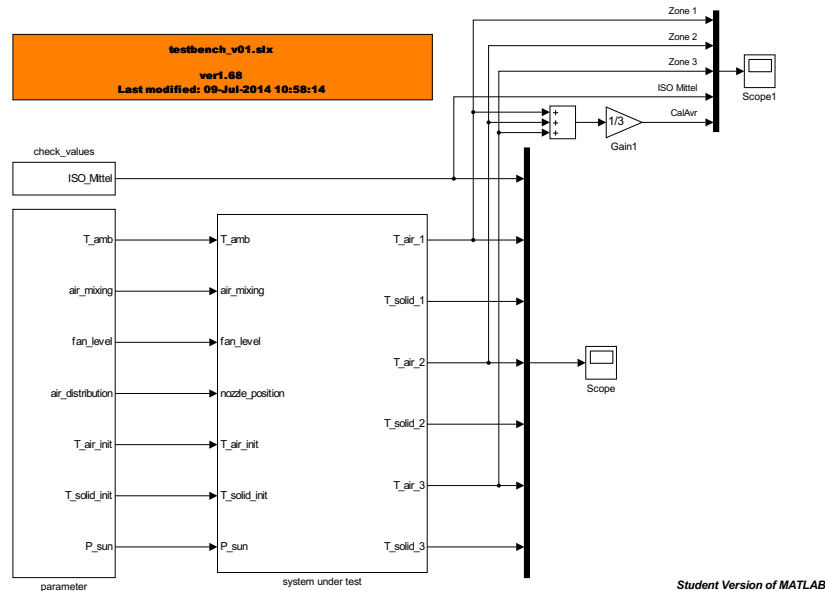 testbench_v01.slx
ver1.68
Last modified: 09-Jul-2014 10:58:14
Zone 1
Zone 2
Zone 3
ISO Mittel
CalAvr
Scope1
+
+
+
1/3
Gain1
check_values
ISO_Mittel
T_amb
air_mixing
fan_level
air_distribution
T_air_init
T_solid_init
P_sun
parameter
T_amb
air_mixing
fan_level
nozzle_position
T_air_init
T_solid_init
P_sun
T_air_1
T_solid_1
T_air_2
T_solid_2
T_air_3
T_solid_3
system under test
Scope
Student Version of MATLAB